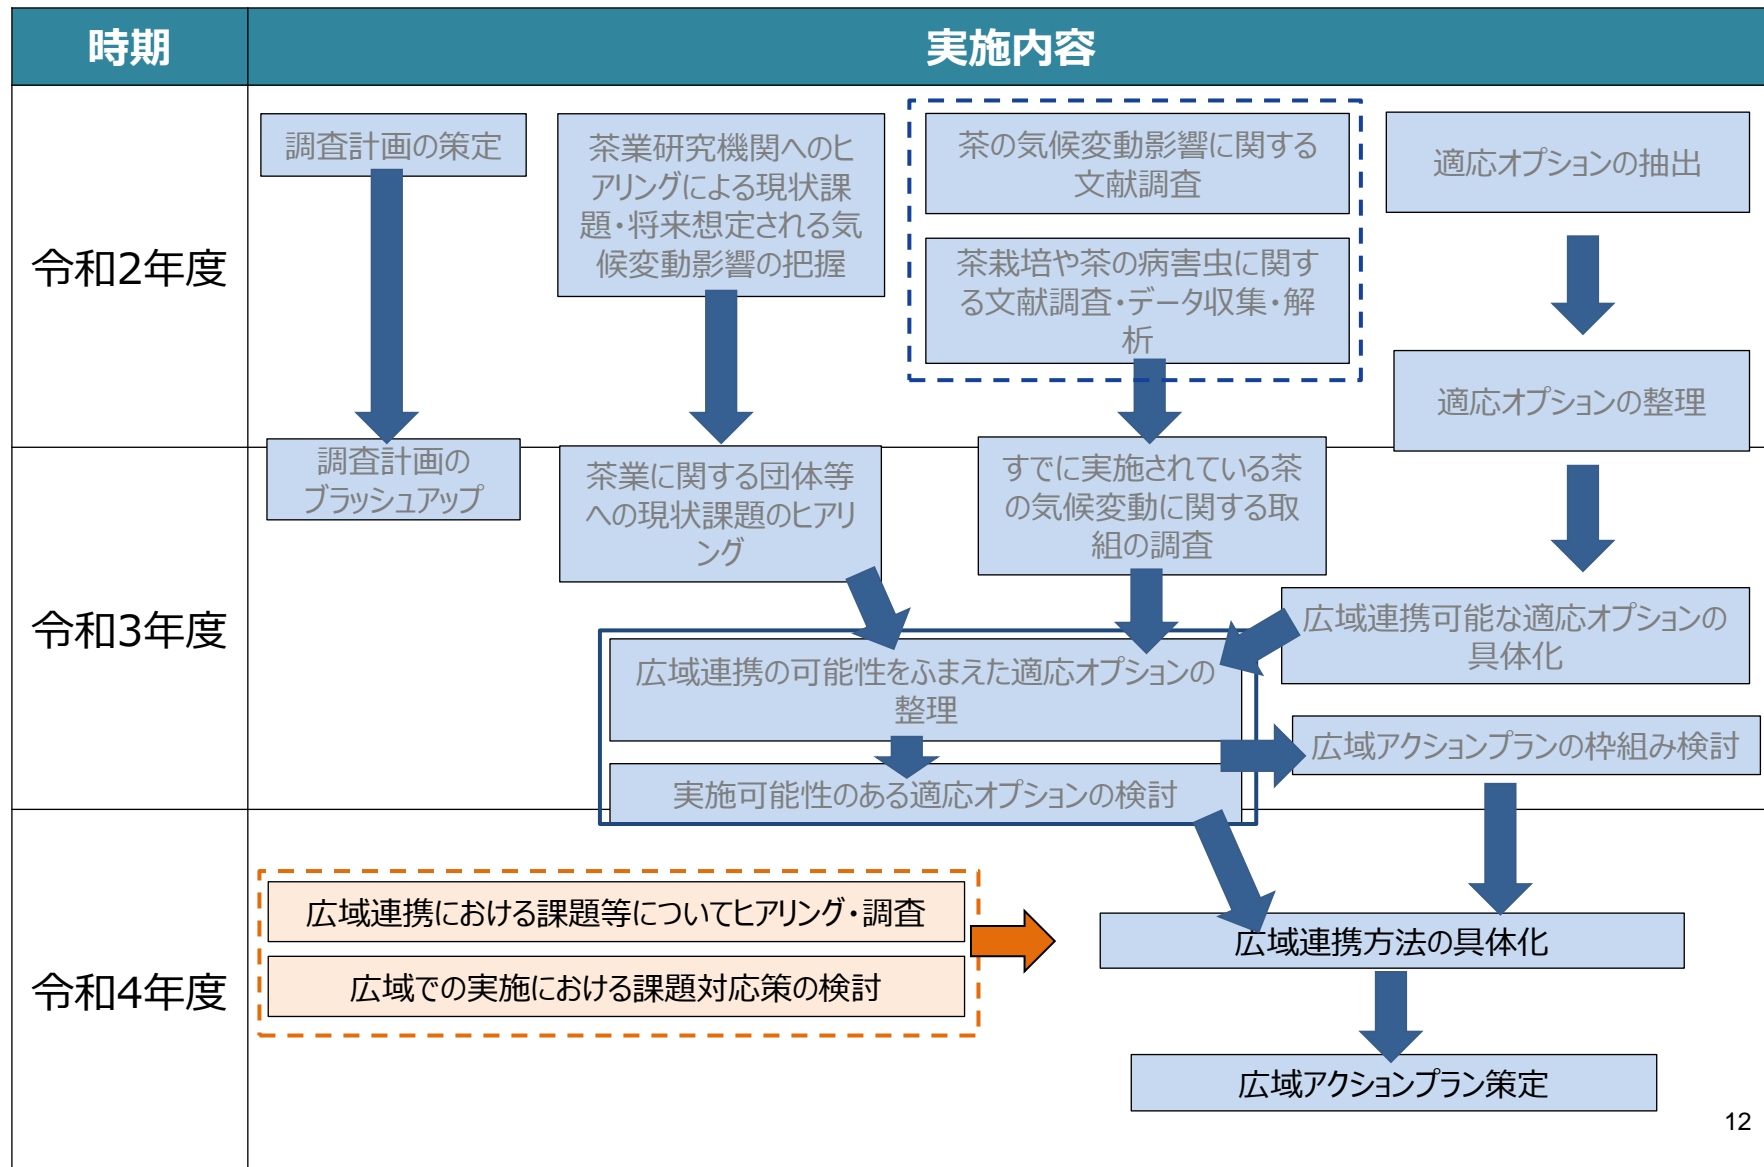 時期
実施内容
令和2年度
調査計画の策定
茶業研究機関へのヒ
アリングによる現状課
題・将来想定される気
候変動影響の把握
茶の気候変動影響に関する
文献調査
茶栽培や茶の病害虫に関す
る文献調査・データ収集・解
析
適応オプションの抽出
適応オプションの整理
令和3年度
調査計画の
ブラッシュアップ
茶業に関する団体等
への現状課題のヒアリ
ング
すでに実施されている茶
の気候変動に関する取
組の調査
広域連携可能な適応オプションの
具体化
広域連携の可能性をふまえた適応オプションの
整理
広域アクションプランの枠組み検討
実施可能性のある適応オプションの検討
令和4年度
広域連携における課題等についてヒアリング・調査
広域での実施における課題対応策の検討
広域連携方法の具体化
広域アクションプラン策定
12